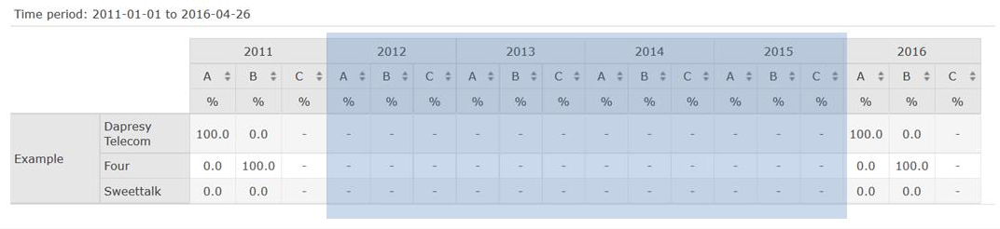 Time period: 2011-01-01 to 2016-04-26
2011 2012 2013 2014 2015 2016
A B C A B C A B C A B C A B C A B C
% % % % % % % % % % % % % % % % % %
Example
Dapresy Telecom 100.0 0.0 - - - - - - - - - - - - - 100.0 0.0 -
Four 0.0 100.0 - - - - - - - - - - - - - 0.0 100.0 -
Sweettalk 0.0 0.0 - - - - - - - - - - - - - 0.0 0.0 -